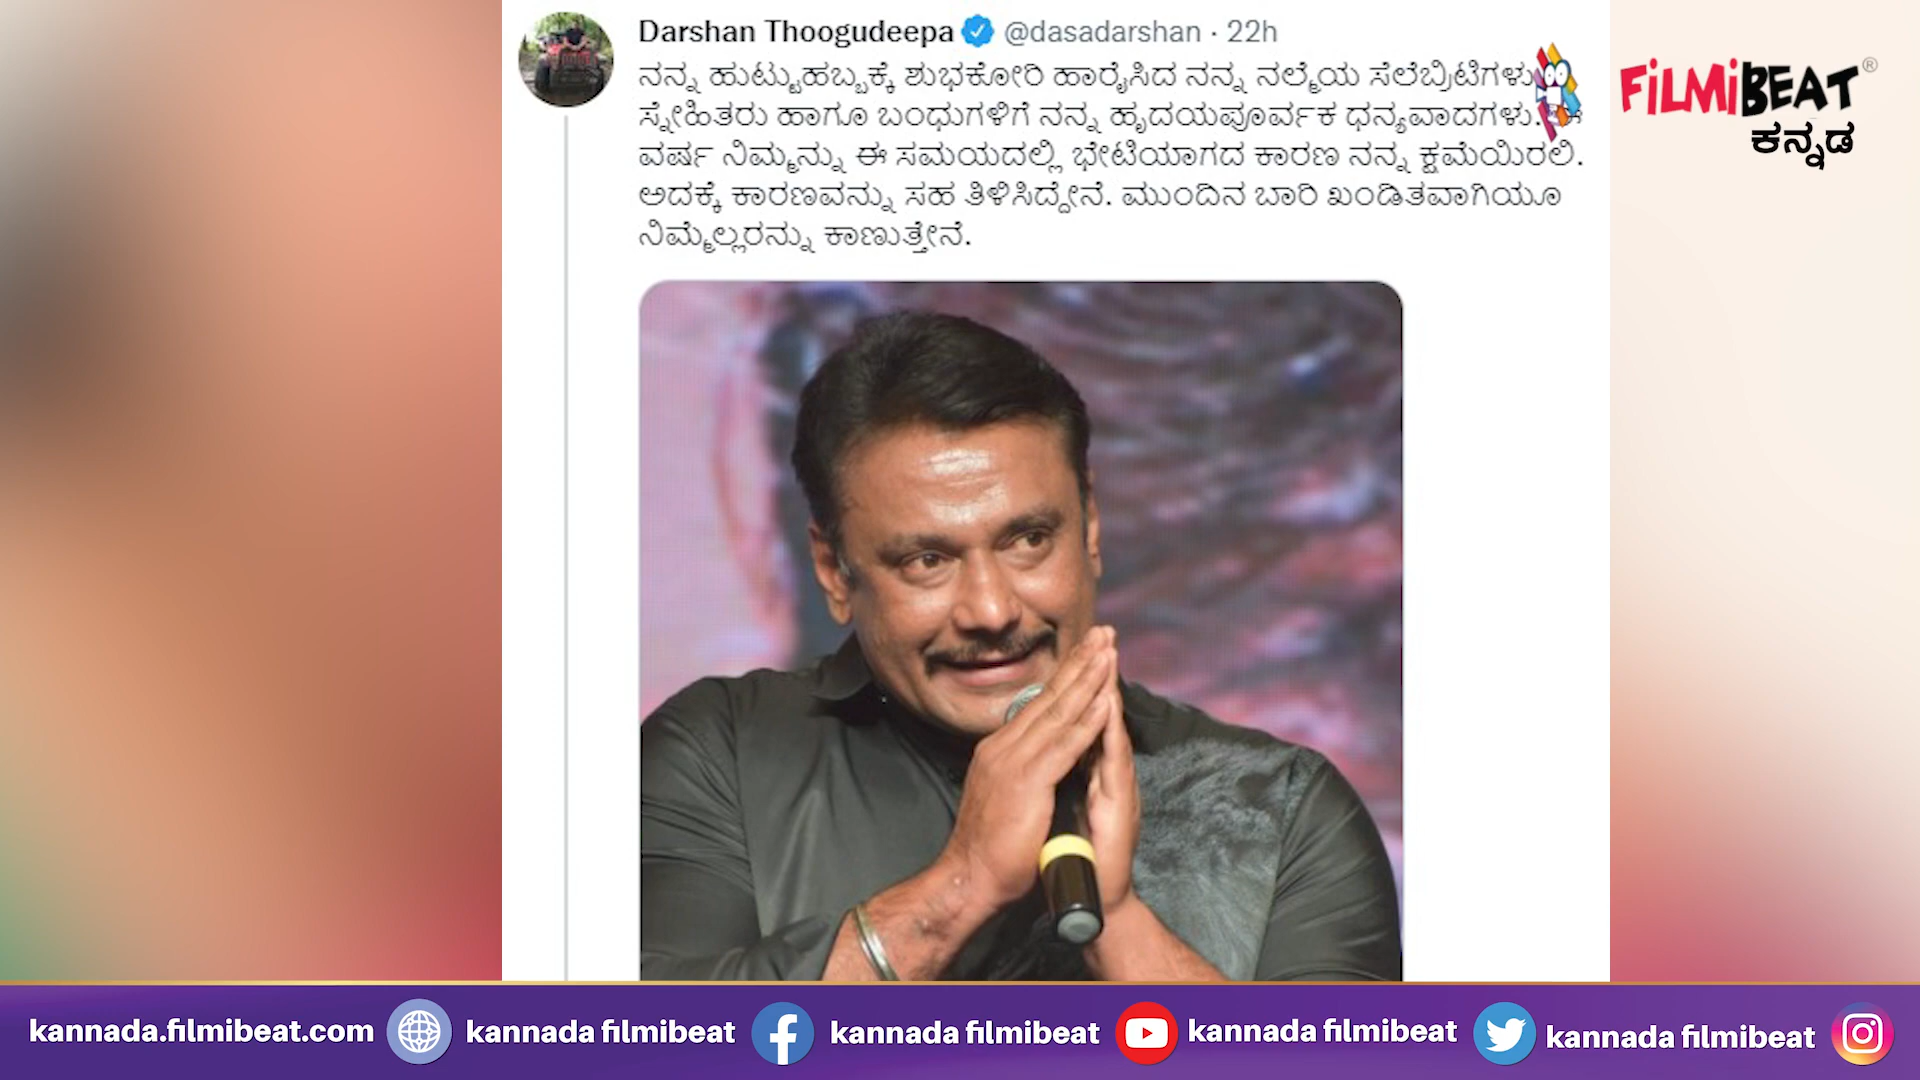 Darshan Thoogudeepa @dasadarshan · 22h
ನನ್ನ ಹುಟ್ಟುಹಬ್ಬಕ್ಕೆ ಶುಭಕೋರಿ ಹಾರೈಸಿದ ನನ್ನ ನಲ್ಮೆಯ ಸೆಲೆಬ್ರಿಟಿಗಳು
ಸ್ನೇಹಿತರು ಹಾಗೂ ಬಂಧುಗಳಿಗೆ ನನ್ನ ಹೃದಯಪೂರ್ವಕ ಧನ್ಯವಾದಗಳು. ಈ
ವರ್ಷ ನಿಮ್ಮನ್ನು ಈ ಸಮಯದಲ್ಲಿ ಭೇಟಿಯಾಗದ ಕಾರಣ ನನ್ನ ಕ್ಷಮೆಯಿರಲಿ.
ಅದಕ್ಕೆ ಕಾರಣವನ್ನು ಸಹ ತಿಳಿಸಿದ್ದೇನೆ. ಮುಂದಿನ ಬಾರಿ ಖಂಡಿತವಾಗಿಯೂ
ನಿಮ್ಮೆಲ್ಲರನ್ನು ಕಾಣುತ್ತೇನೆ.
FiLMiBEAT®
ಕನ್ನಡ
kannada.filmibeat.com kannada filmibeat kannada filmibeat kannada filmibeat kannada filmibeat